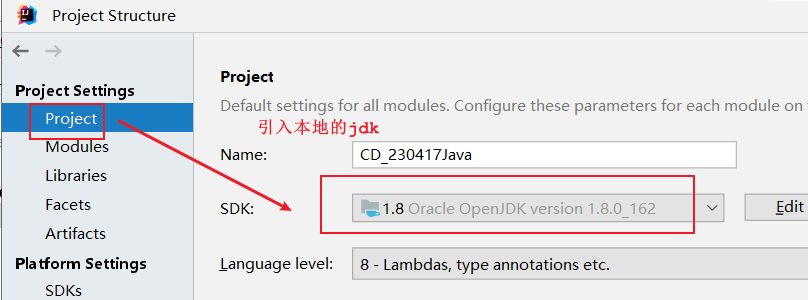 Project Structure
Project Settings
Project
Modules
Libraries
Facets
Artifacts
Platform Settings
SDKs
Project
Default settings for all modules. Configure these parameters for each module on
引入本地的jdk
Name:
CD_230417Java
SDK:
1.8 Oracle OpenJDK version 1.8.0_162
Edit
Language level:
8 - Lambdas, type annotations etc.